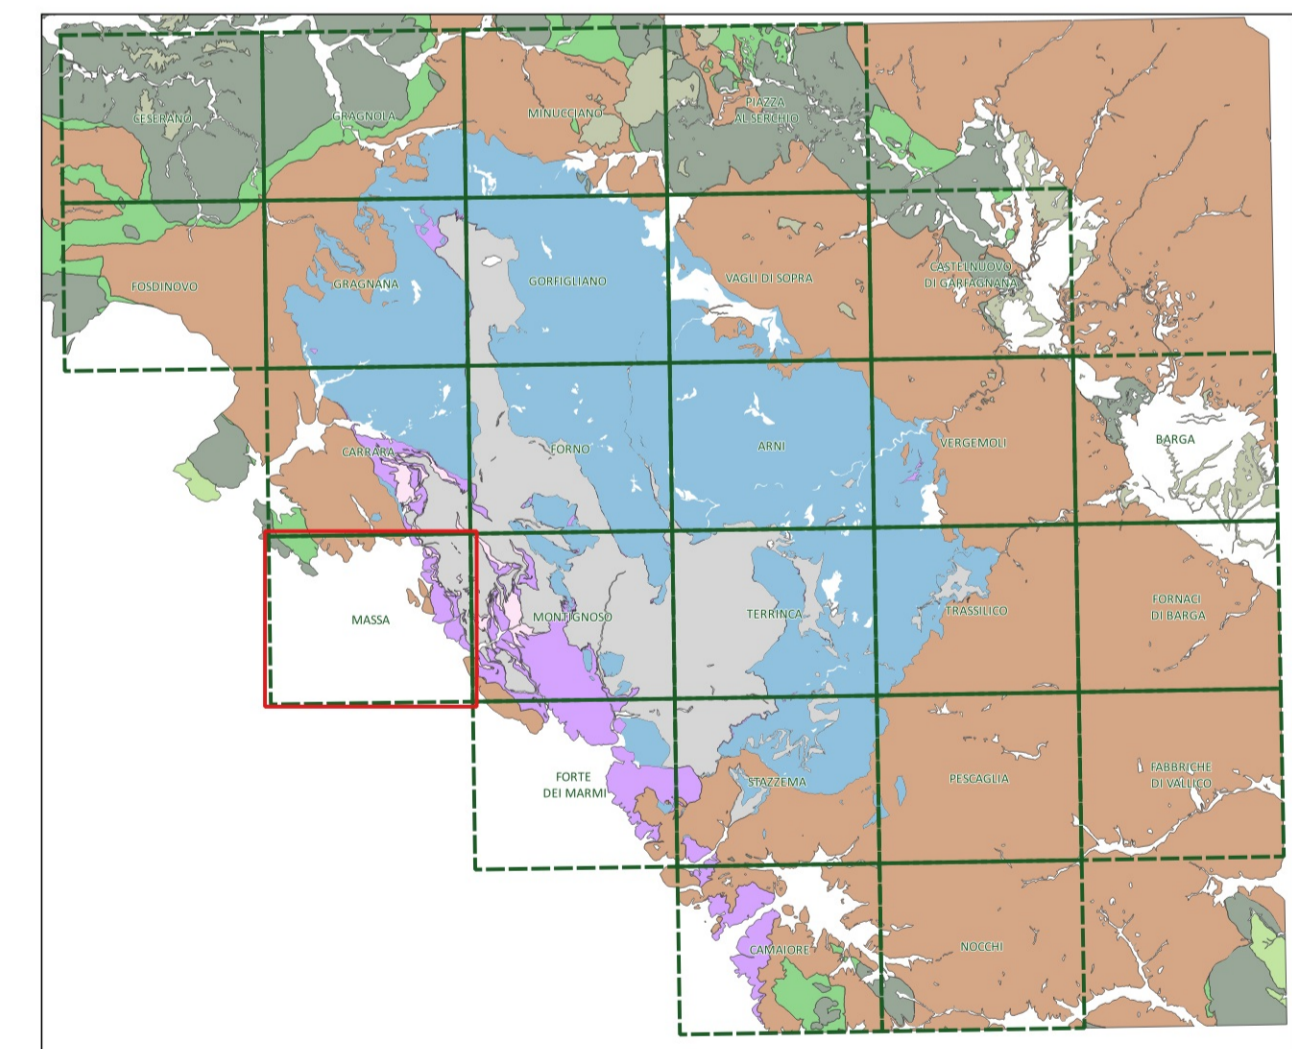 CESERANO
GRAGNOLA
MINUCCIANO
PIAZZA
AL SERCHIO
FOSDINOVO
GRAGNANA
GORFIGLIANO
VAGLI DI SOPRA
CASTELNUOVO
DI GARFAGNANA
CARRARA
FORNO
ARNI
VERGEMOLI
BARGA
MASSA
MONTIGNOSO
TERRINCA
TRASSILICO
FORNACI
DI BARGA
FORTE
DEI MARMI
STAZZEMA
PESCAGLIA
FABBRICHE
DI VALLICO
CAMAIORE
NOCCHI